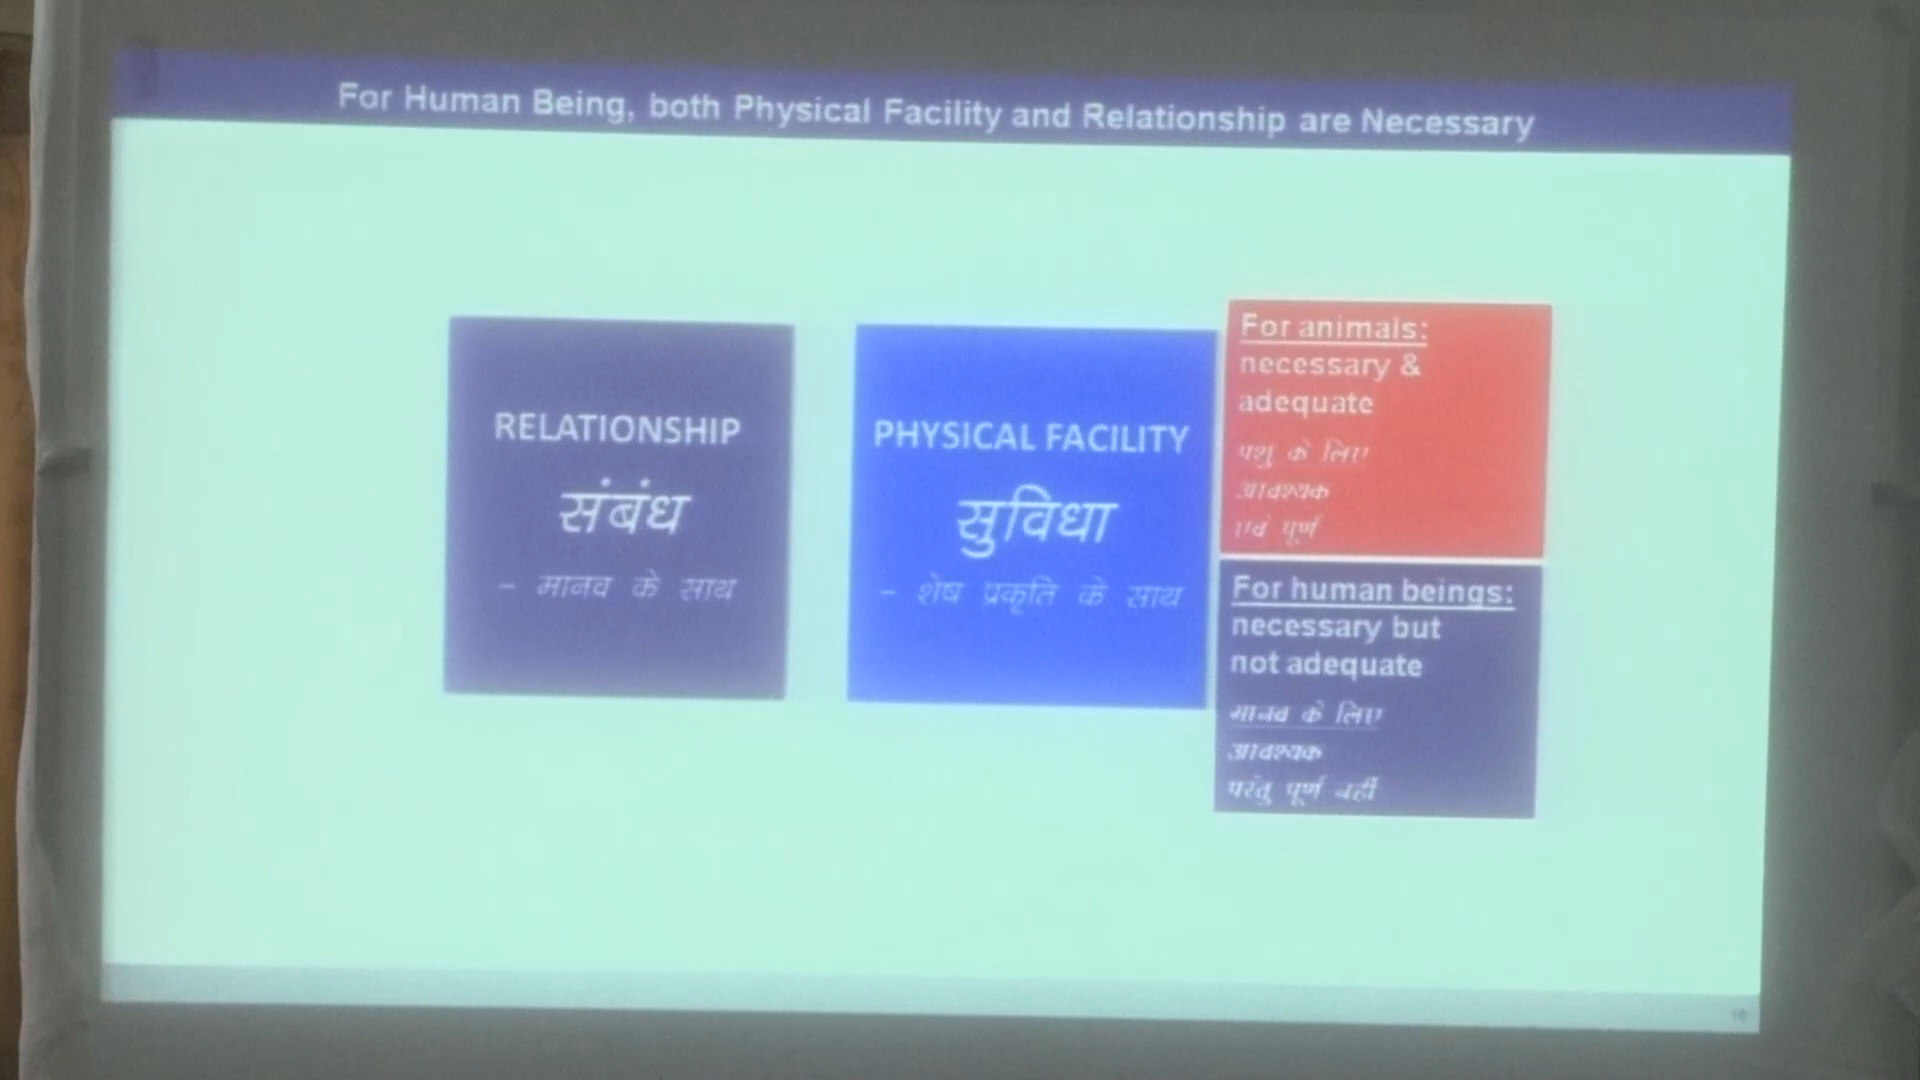 For Human Being, both Physical Facility and Relationship are Necessary
RELATIONSHIP
संबंध
- मानव के साथ
PHYSICAL FACILITY
सुविधा
- शेष प्रकृति के साथ
For animals:
necessary &
adequate
पशु के लिए
आवश्यक
एवं पूर्ण
For human beings:
necessary but
not adequate
मानव के लिए
आवश्यक
परंतु पूर्ण नहीं